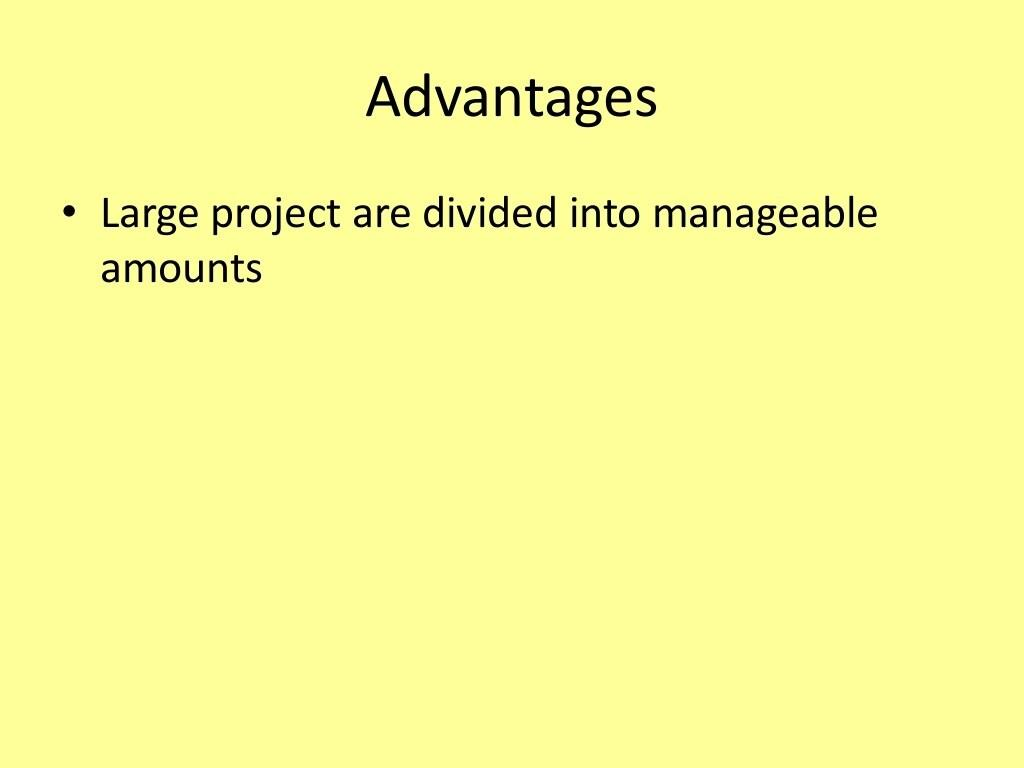 Advantages
• Large project are divided into manageable
amounts